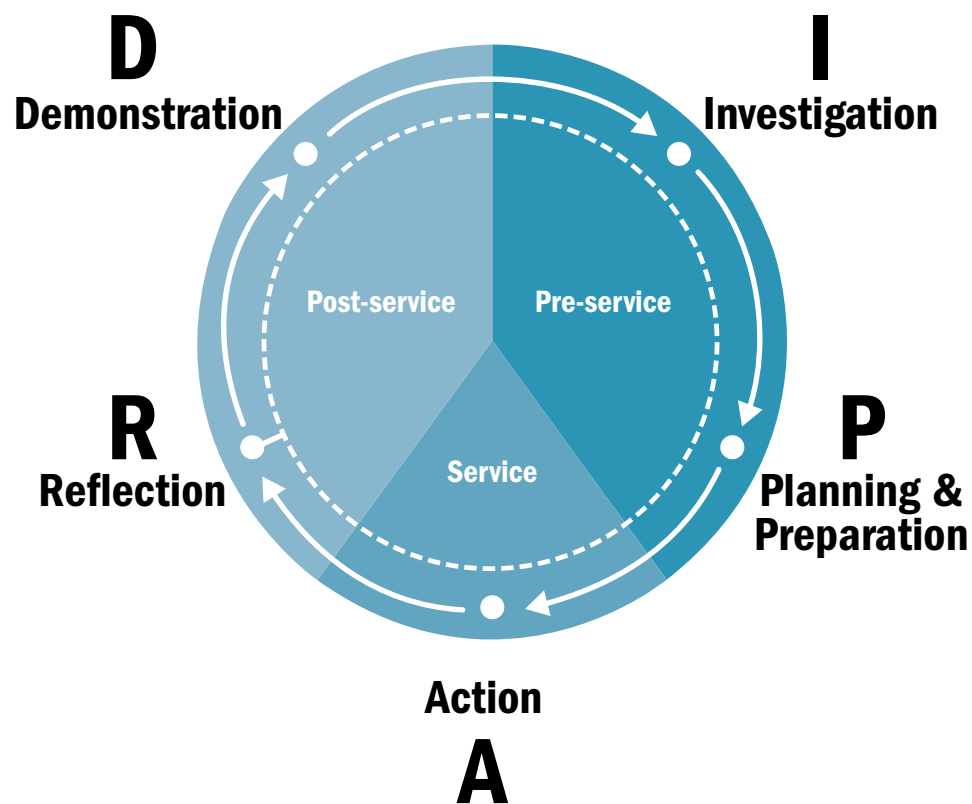 D
Demonstration
I
Investigation
Post-service
Pre-service
R
Reflection
P
Planning &
Preparation
Service
Action
A